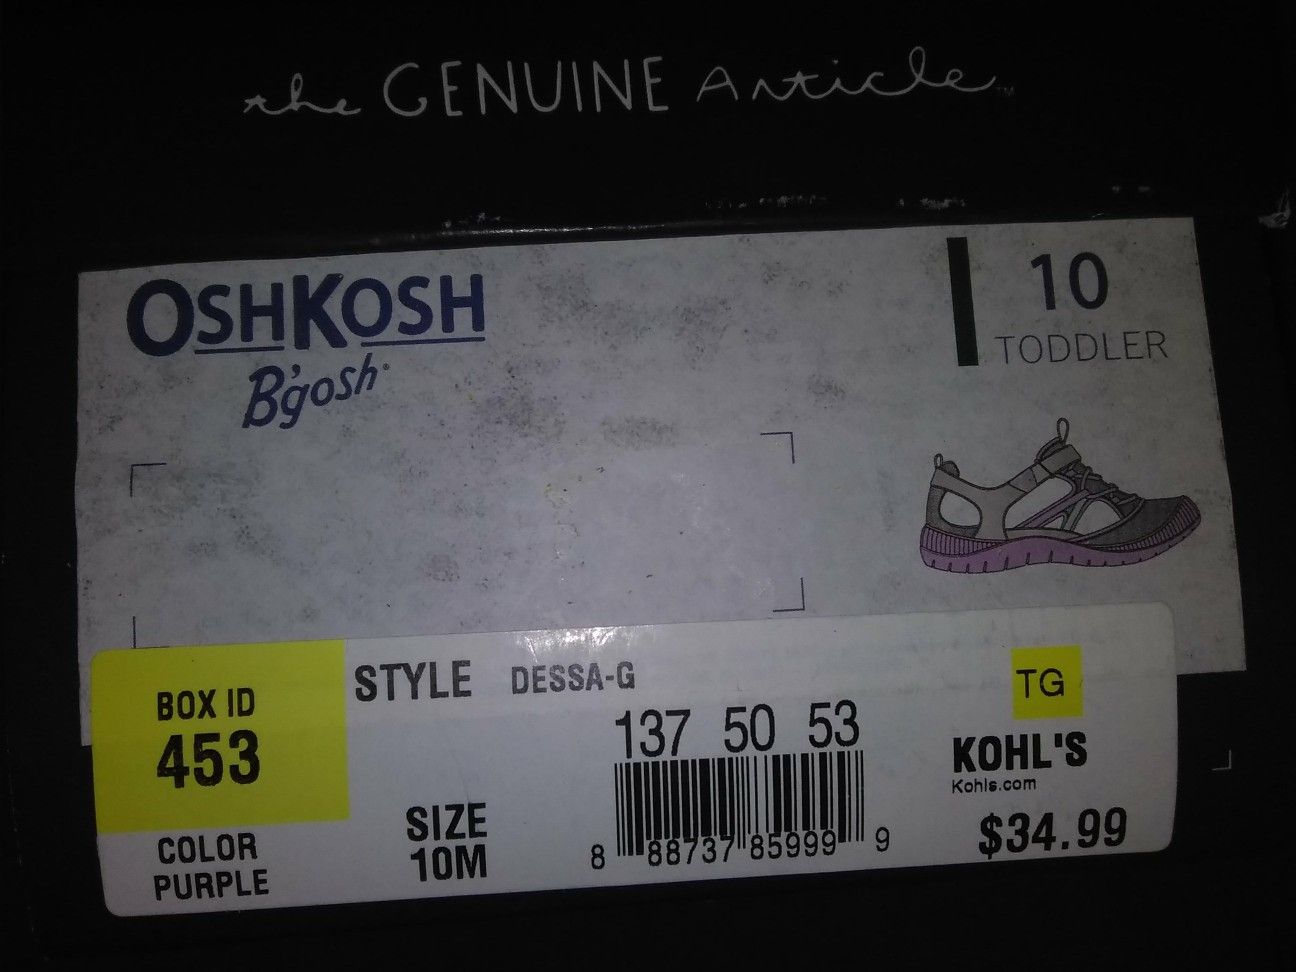 the GENUINE Article™
OSHKOSH
B'gosh®
10
TODDLER
BOX ID
453
COLOR
PURPLE
STYLE DESSA-G
SIZE
10M
137 50 53
8 88737 85999 9
TG
KOHL'S
Kohls.com
$34.99